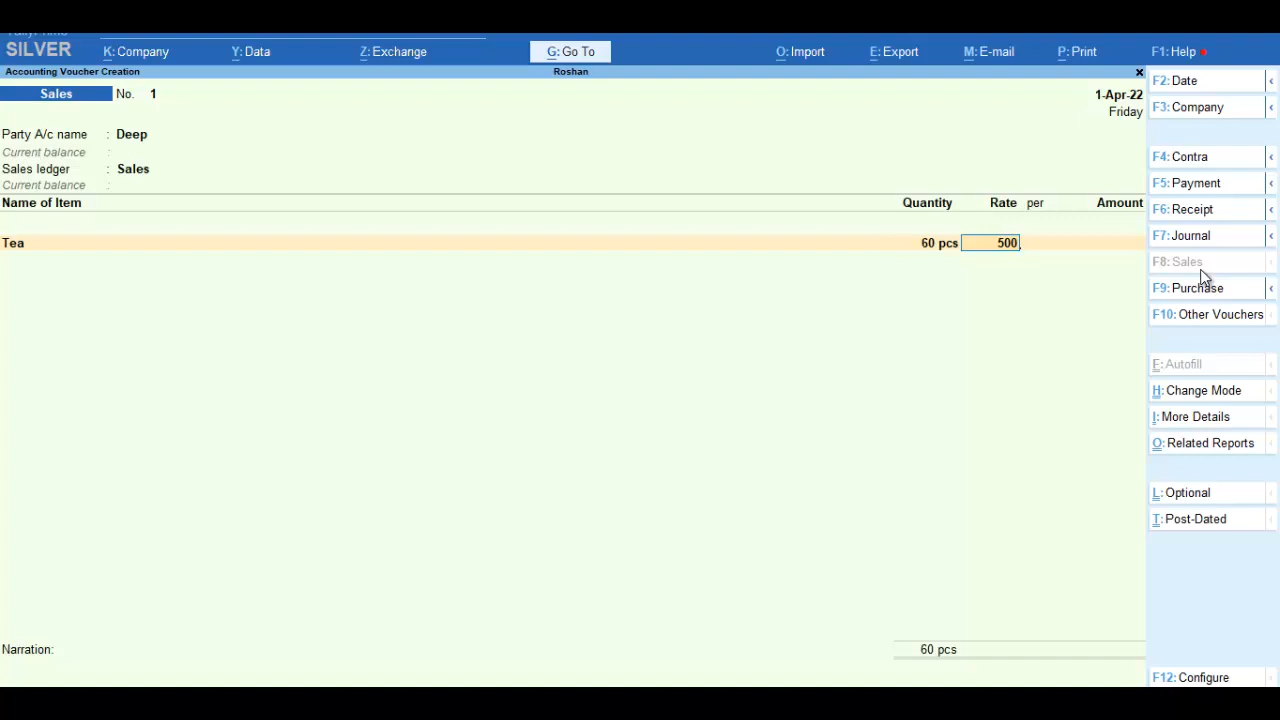 SILVER K: Company Y: Data Z: Exchange G: Go To O: Import E: Export M: E-mail P: Print F1: Help
Accounting Voucher Creation Roshan x
Sales No. 1 1-Apr-22
Friday
Party A/c name : Deep
Current balance :
Sales ledger : Sales
Current balance :
Name of Item Quantity Rate per Amount
Tea 60 pcs 500
Narration: 60 pcs
F2: Date
F3: Company
F4: Contra
F5: Payment
F6: Receipt
F7: Journal
F8: Sales
F9: Purchase
F10: Other Vouchers
F: Autofill
H: Change Mode
I: More Details
O: Related Reports
L: Optional
T: Post-Dated
F12: Configure